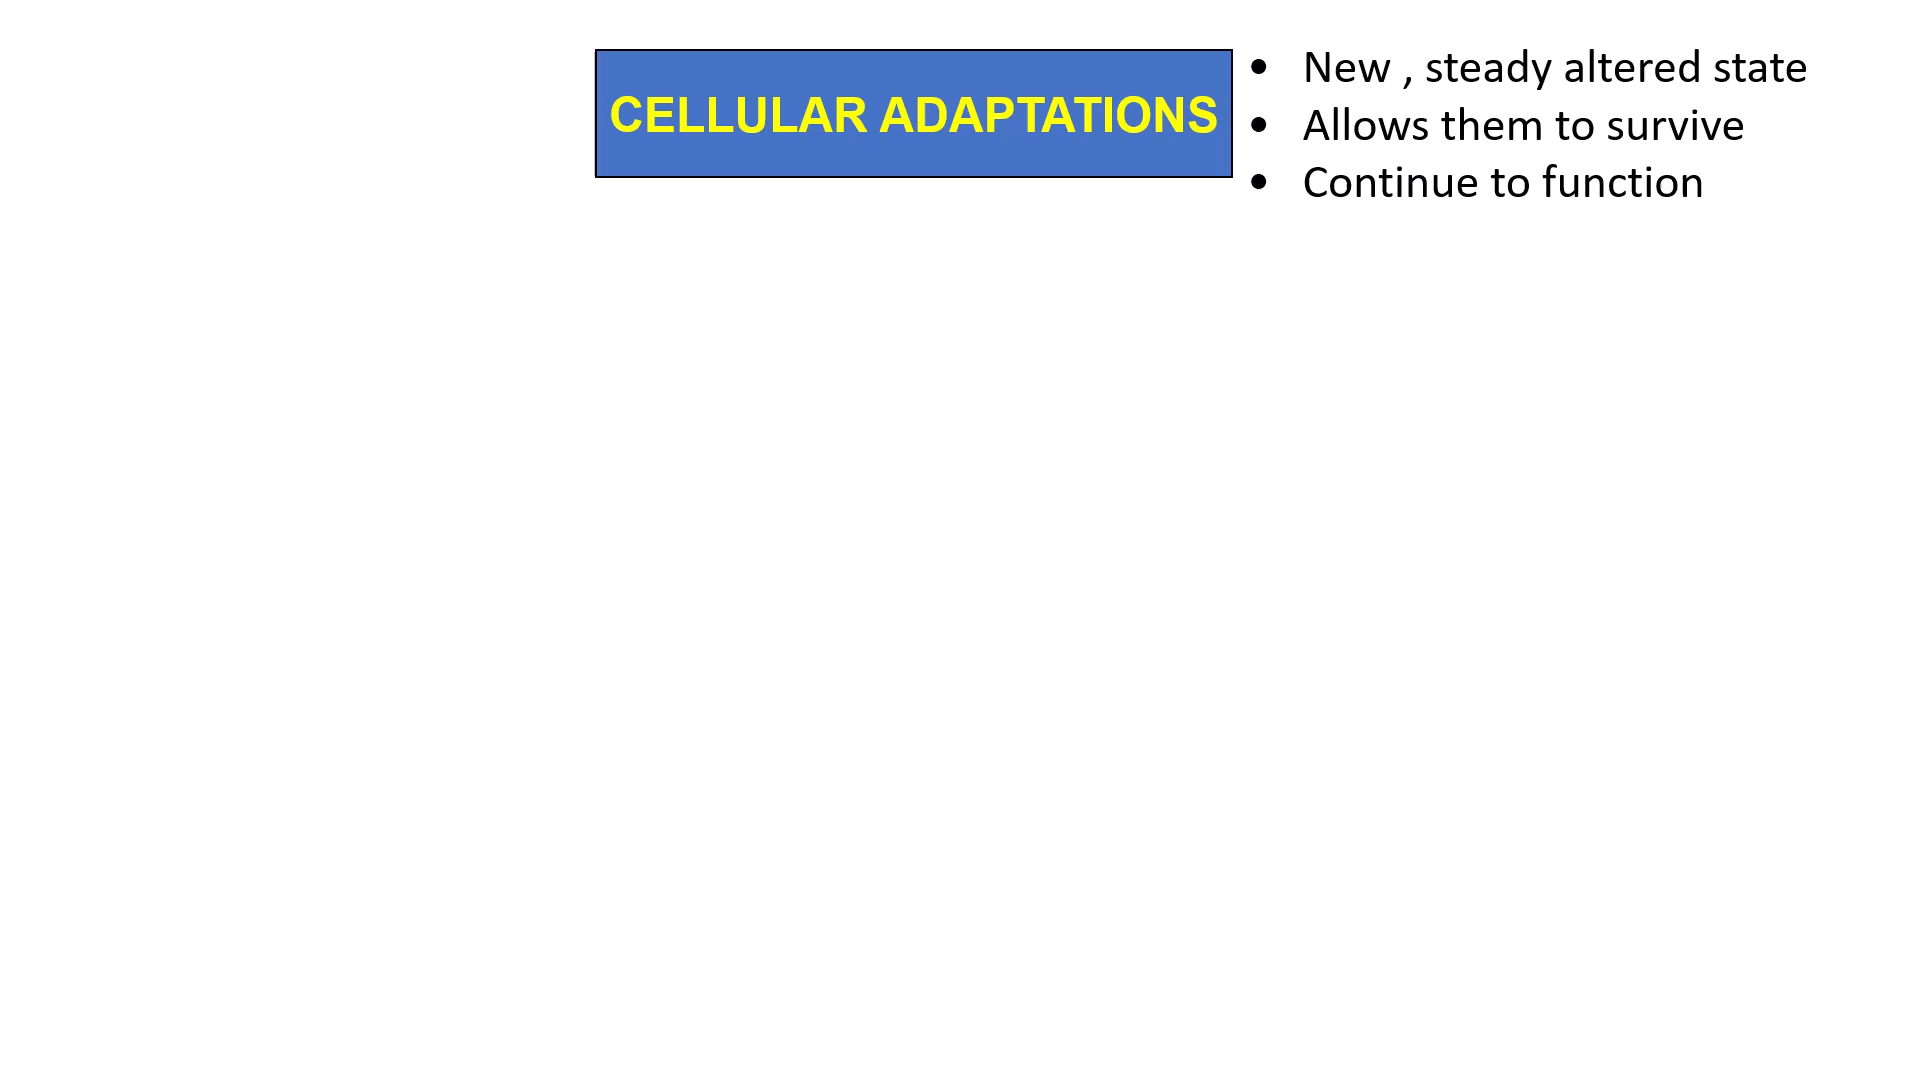 CELLULAR ADAPTATIONS
• New , steady altered state
• Allows them to survive
• Continue to function